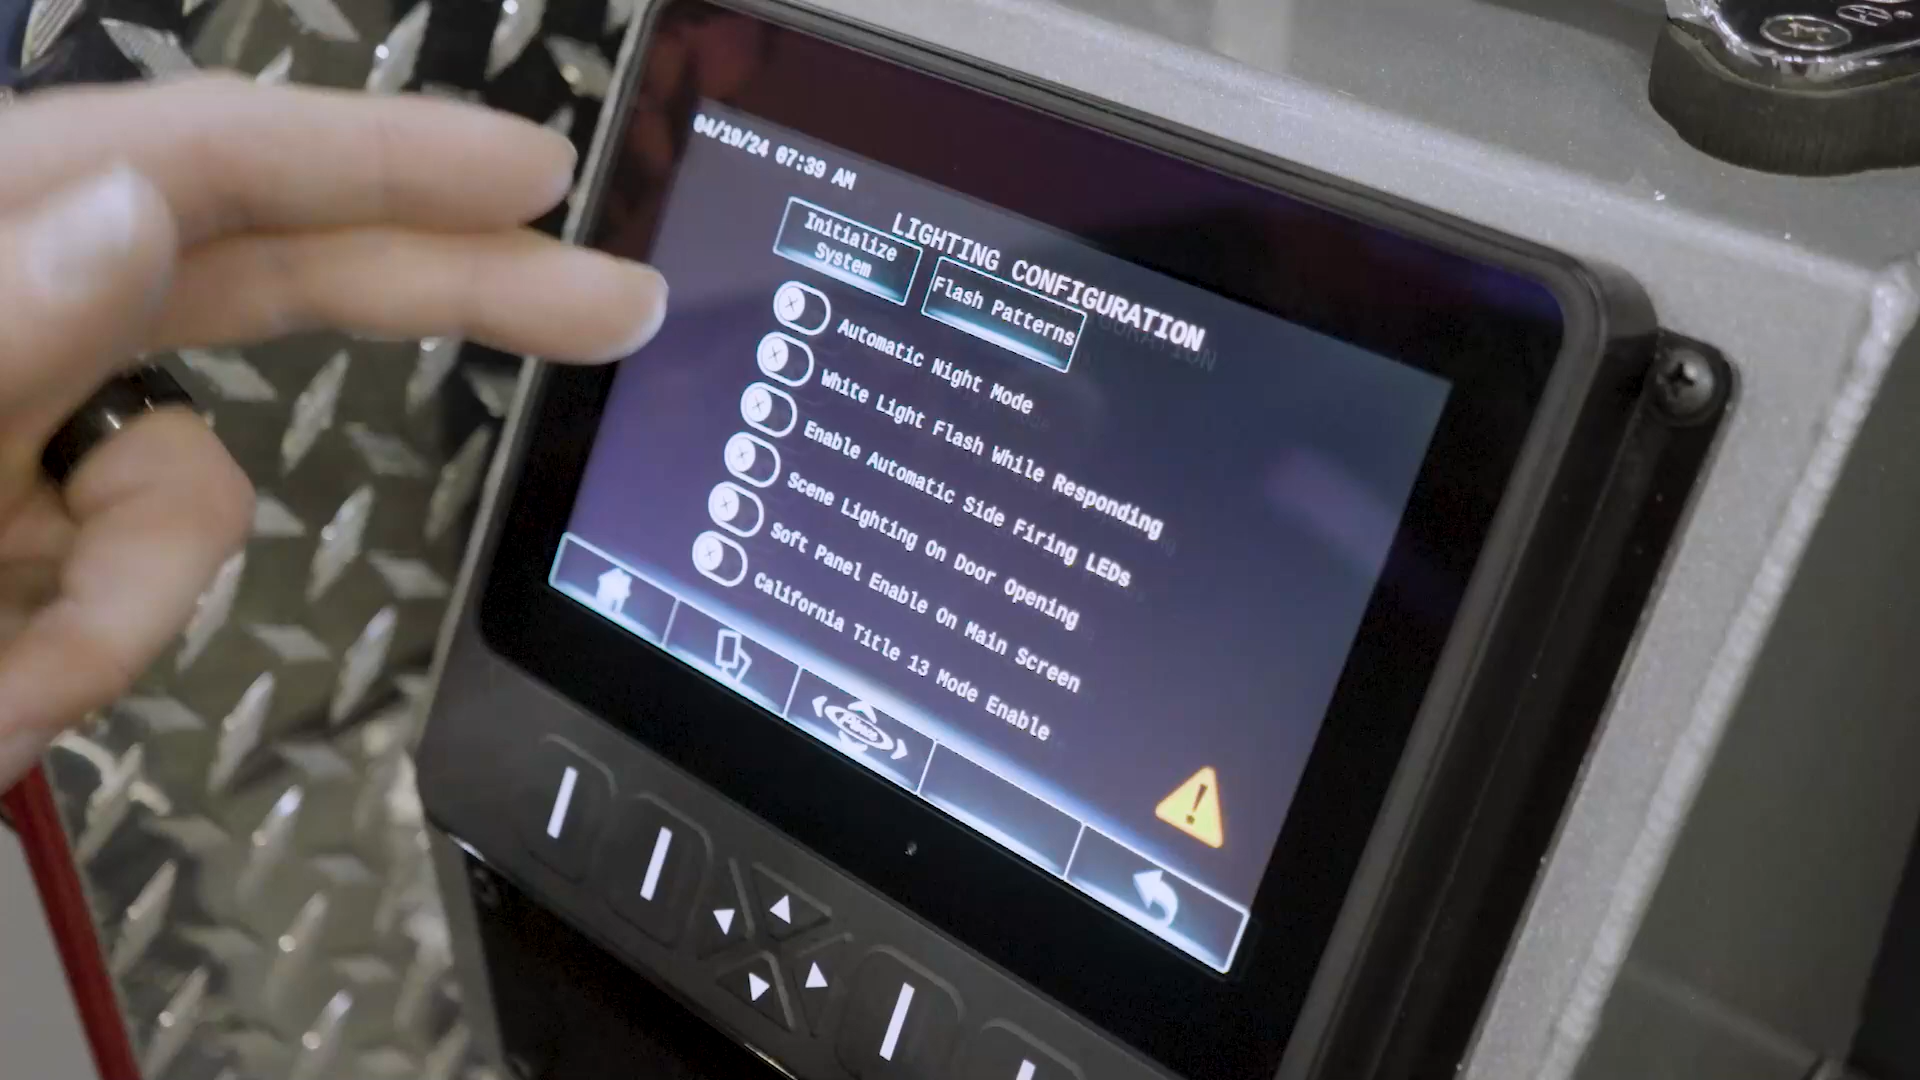 04/19/24 07:39 AM
LIGHTING CONFIGURATION
Initialize
System
Flash Patterns
Automatic Night Mode
White Light Flash While Responding
Enable Automatic Side Firing LEDs
Scene Lighting On Door Opening
Soft Panel Enable On Main Screen
California Title 13 Mode Enable
Pierce